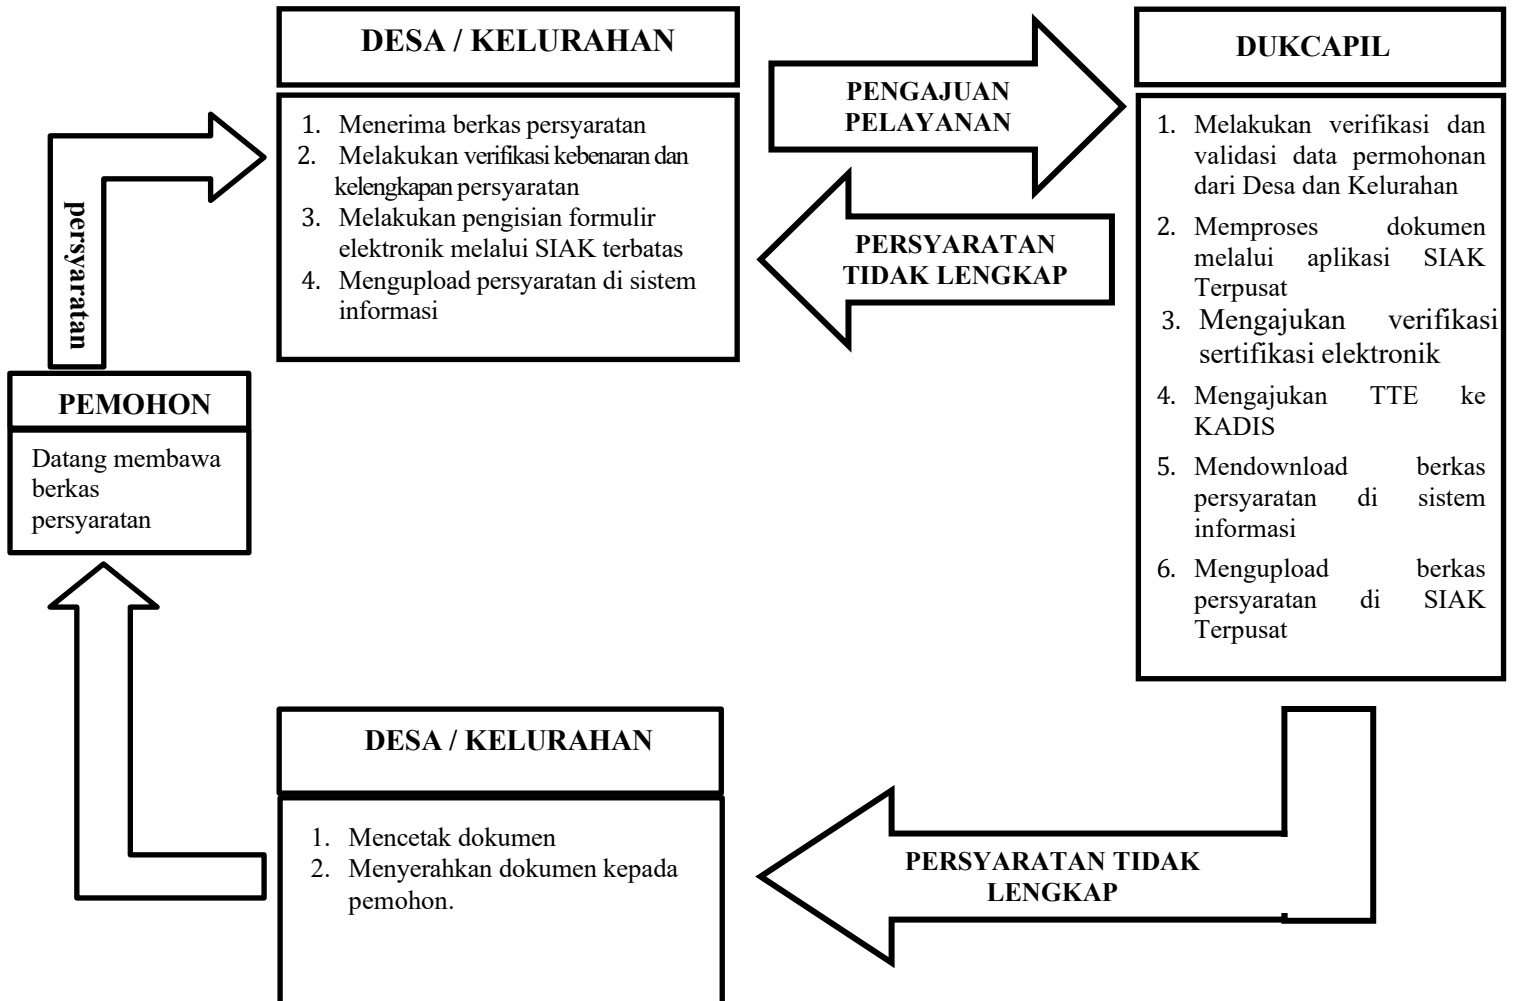 DESA / KELURAHAN
1. Menerima berkas persyaratan
2. Melakukan verifikasi kebenaran dan
kelengkapan persyaratan
3. Melakukan pengisian formulir
elektronik melalui SIAK terbatas
4. Mengupload persyaratan di sistem
informasi
PENGAJUAN
PELAYANAN
PERSYARATAN
TIDAK LENGKAP
DUKCAPIL
1. Melakukan verifikasi dan
validasi data permohonan
dari Desa dan Kelurahan
2. Memproses dokumen
melalui aplikasi SIAK
Terpusat
3. Mengajukan verifikasi
sertifikasi elektronik
4. Mengajukan TTE ke
KADIS
5. Mendownload berkas
persyaratan di sistem
informasi
6. Mengupload berkas
persyaratan di SIAK
Terpusat
persyaratan
PEMOHON
Datang membawa
berkas
persyaratan
DESA / KELURAHAN
1. Mencetak dokumen
2. Menyerahkan dokumen kepada
pemohon.
PERSYARATAN TIDAK
LENGKAP